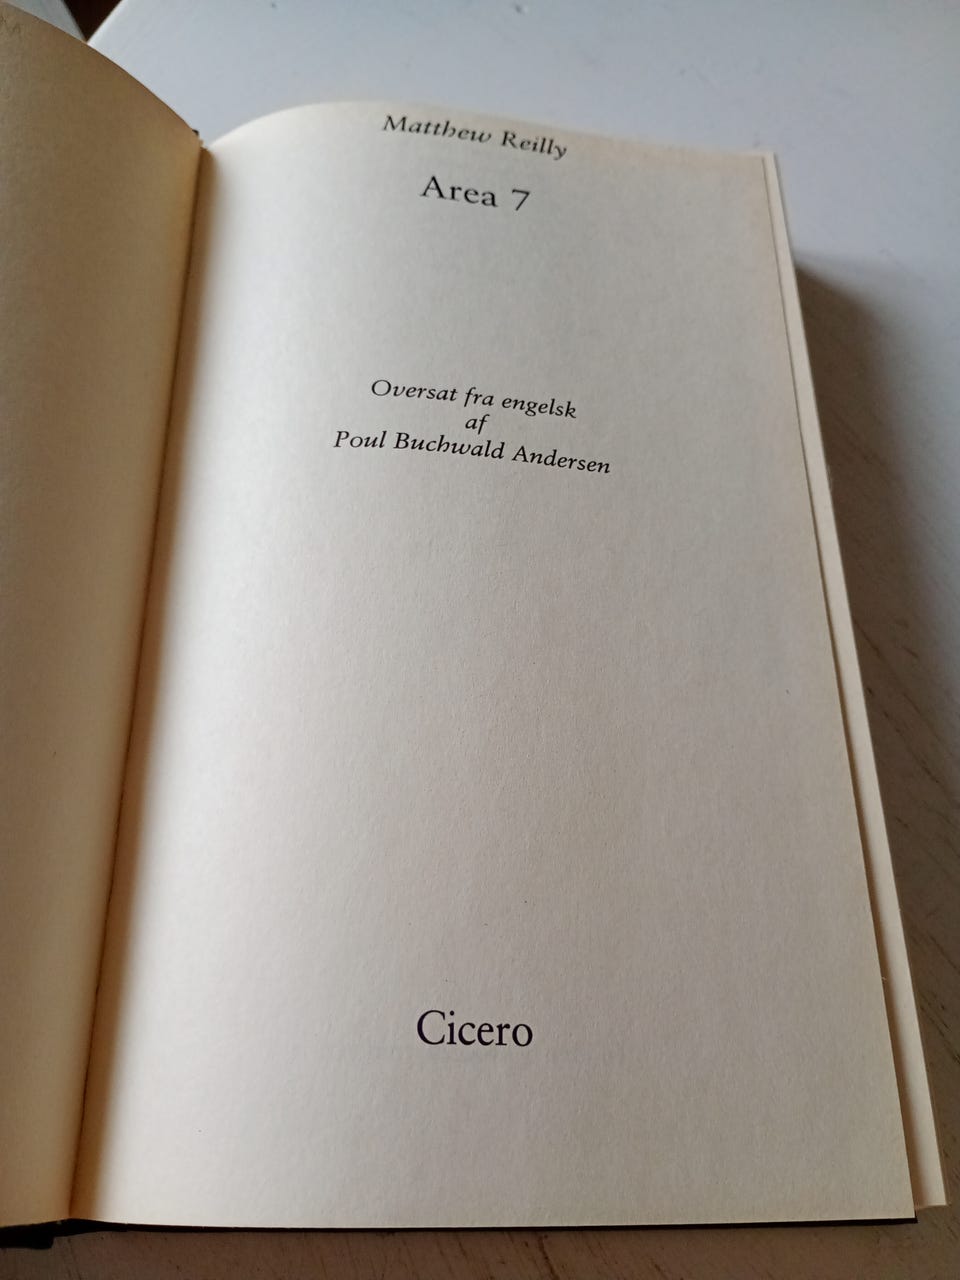 Matthew Reilly
Area 7
Oversat fra engelsk
af
Poul Buchwald Andersen
Cicero